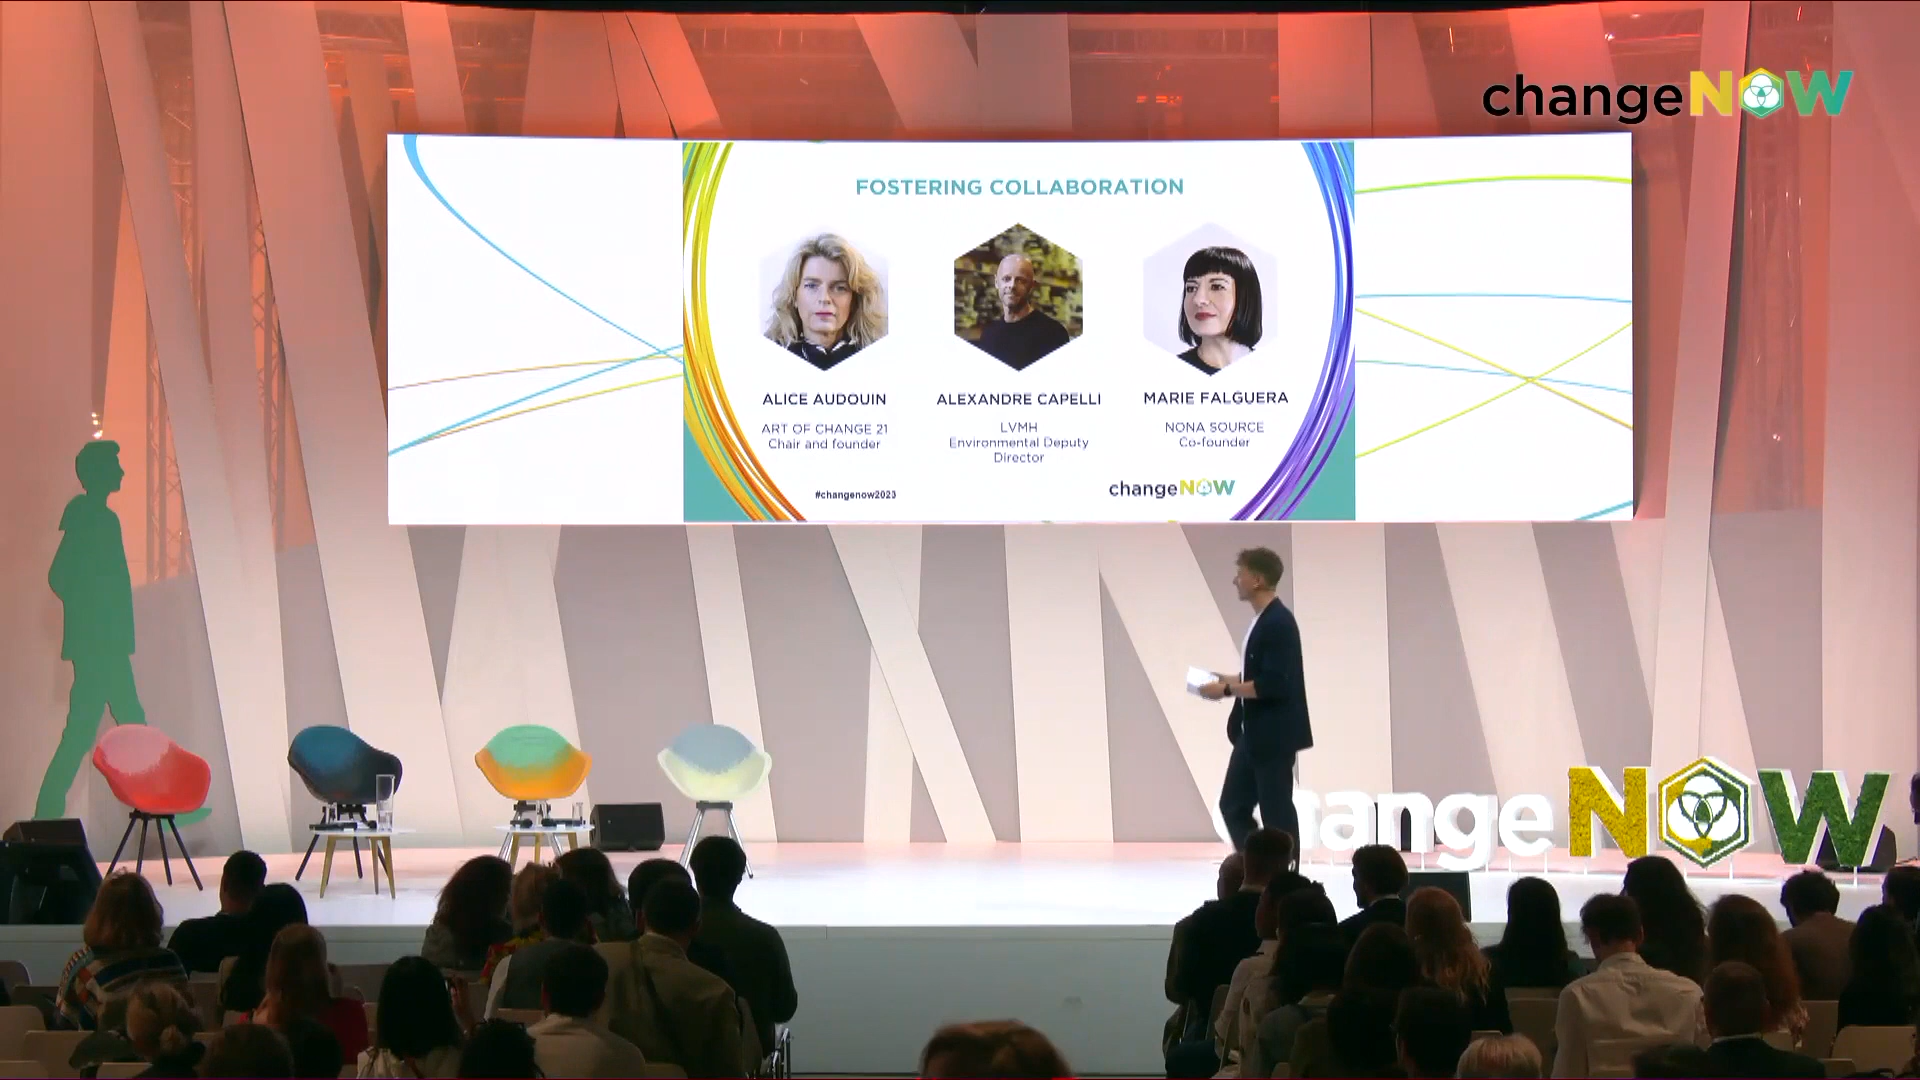 changeNOW
FOSTERING COLLABORATION
ALICE AUDOUIN
ART OF CHANGE 21
Chair and founder
ALEXANDRE CAPELLI
LVMH
Environmental Deputy
Director
MARIE FALGUERA
NONA SOURCE
Co-founder
#changenow2023
changeNOW
changeNOW